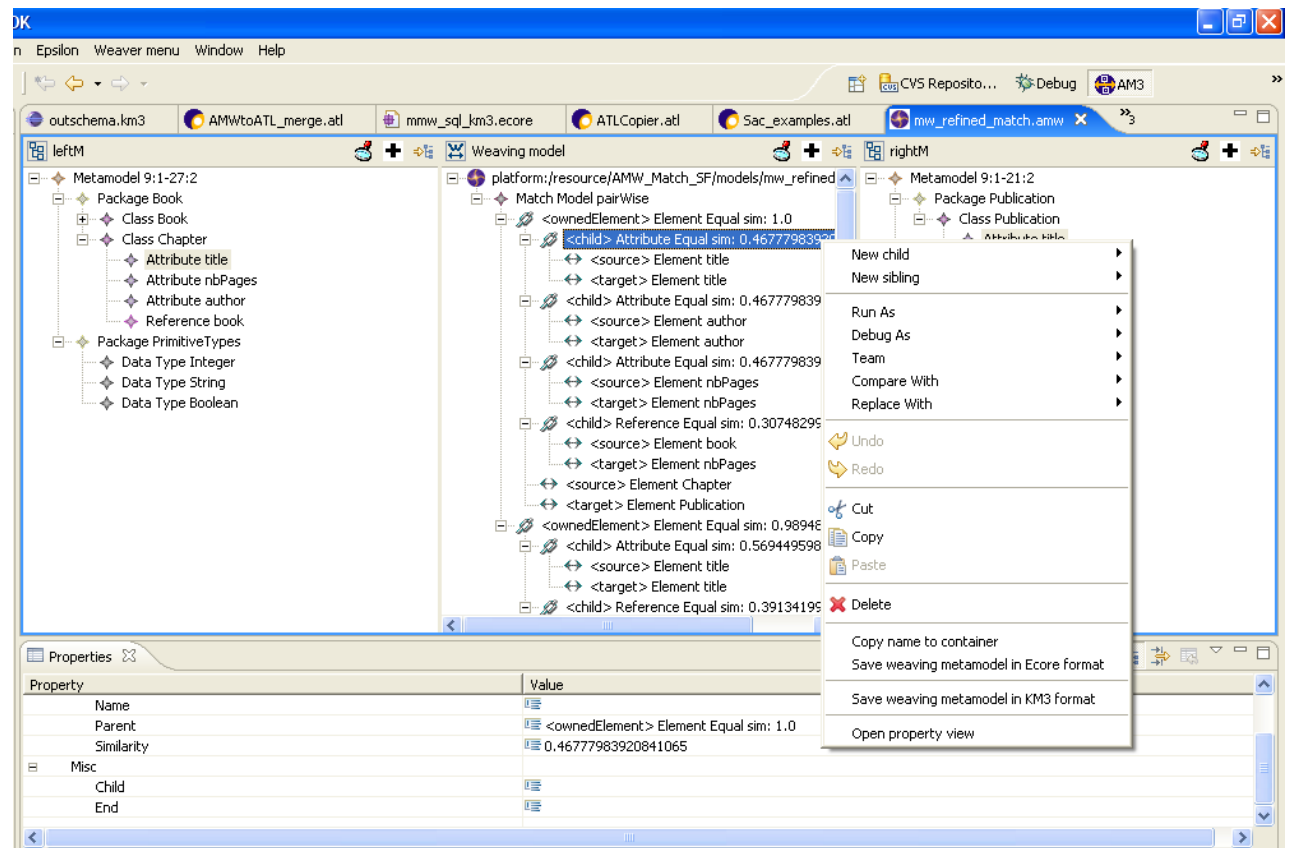 OK
n Epsilon Weaver menu Window Help
CVS Reposito... Debug AM3 »
outschema.km3 AMWtoATL_merge.atl mmw_sql_km3.ecore ATLCopier.atl Sac_examples.atl mw_refined_match.amw »3
leftM
Metamodel 9:1-27:2
Package Book
Class Book
Class Chapter
Attribute title
Attribute nbPages
Attribute author
Reference book
Package PrimitiveTypes
Data Type Integer
Data Type String
Data Type Boolean
Weaving model
platform:/resource/AMW_Match_SF/models/mw_refined
Match Model pairWise
<ownedElement> Element Equal sim: 1.0
<child> Attribute Equal sim: 0.46777983920
<source> Element title
<target> Element title
<child> Attribute Equal sim: 0.467779839
<source> Element author
<target> Element author
<child> Attribute Equal sim: 0.467779839
<source> Element nbPages
<target> Element nbPages
<child> Reference Equal sim: 0.30748299
<source> Element book
<target> Element nbPages
<source> Element Chapter
<target> Element Publication
<ownedElement> Element Equal sim: 0.98948
<child> Attribute Equal sim: 0.569449598
<source> Element title
<target> Element title
<child> Reference Equal sim: 0.39134199
rightM
Metamodel 9:1-21:2
Package Publication
Class Publication
Attribute title
New child
New sibling
Run As
Debug As
Team
Compare With
Replace With
Undo
Redo
Cut
Copy
Paste
Delete
Copy name to container
Save weaving metamodel in Ecore format
Save weaving metamodel in KM3 format
Open property view
Properties
Property Value
Name
Parent <ownedElement> Element Equal sim: 1.0
Similarity 0.46777983920841065
Misc
Child
End